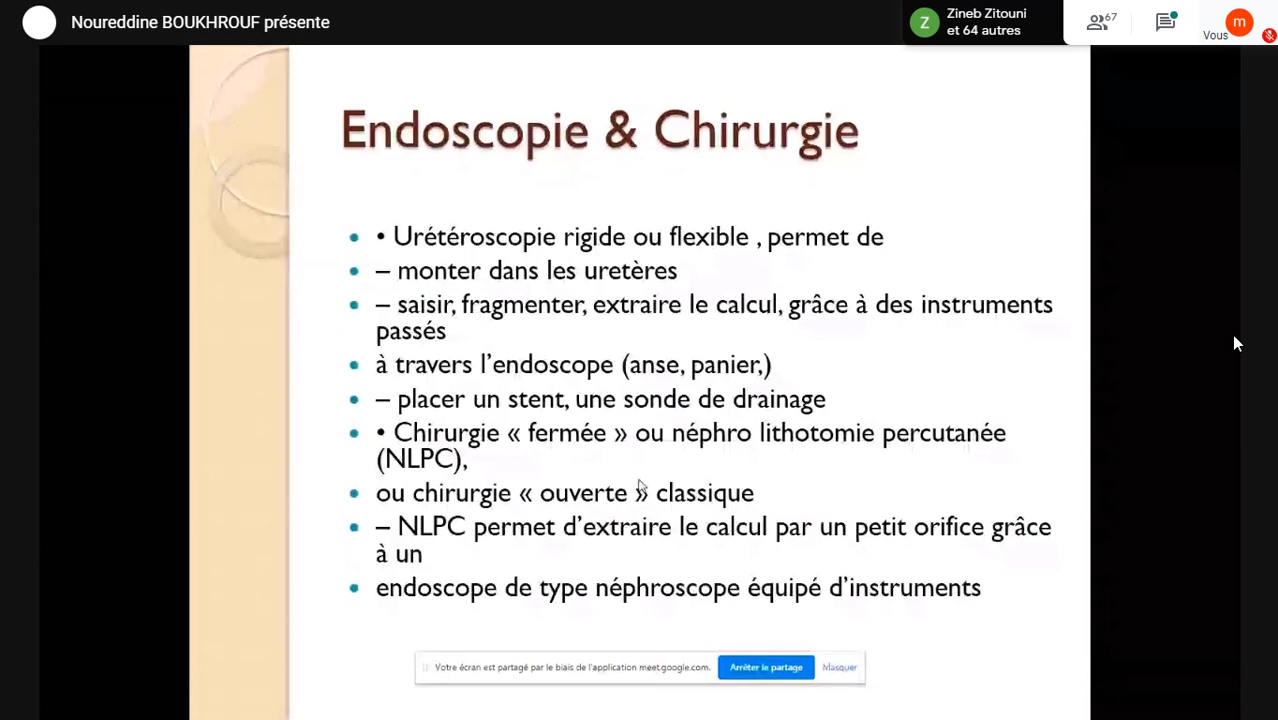 Noureddine BOUKHROUF présente
Z
Zineb Zitouni
et 64 autres
67
m
Vous
Endoscopie & Chirurgie
• Urétéroscopie rigide ou flexible , permet de
– monter dans les uretères
– saisir, fragmenter, extraire le calcul, grâce à des instruments
passés
à travers l’endoscope (anse, panier,)
– placer un stent, une sonde de drainage
• Chirurgie « fermée » ou néphro lithotomie percutanée
(NLPC),
ou chirurgie « ouverte » classique
– NLPC permet d’extraire le calcul par un petit orifice grâce
à un
endoscope de type néphroscope équipé d’instruments
Votre écran est partagé par le biais de l'application meet.google.com.
Arrêter le partage
Masquer